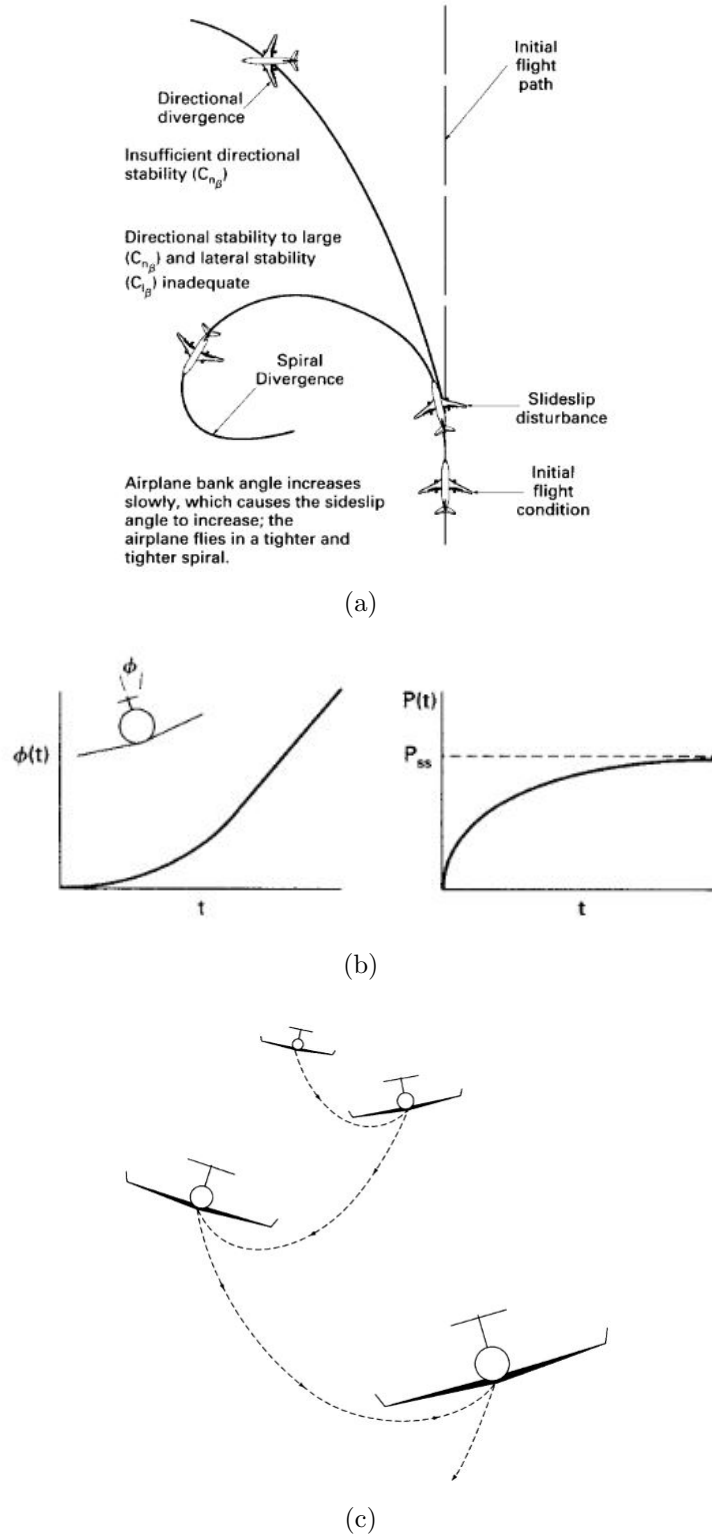 Initial
flight
path
Directional
divergence
Insufficient directional
stability (Cnβ)
Directional stability to large
(Cnβ) and lateral stability
(Clβ) inadequate
Spiral
Divergence
Slideslip
disturbance
Airplane bank angle increases
slowly, which causes the sideslip
angle to increase; the
airplane flies in a tighter and
tighter spiral.
Initial
flight
condition
(a)
ϕ
ϕ(t)
t
P(t)
Pss
t
(b)
(c)